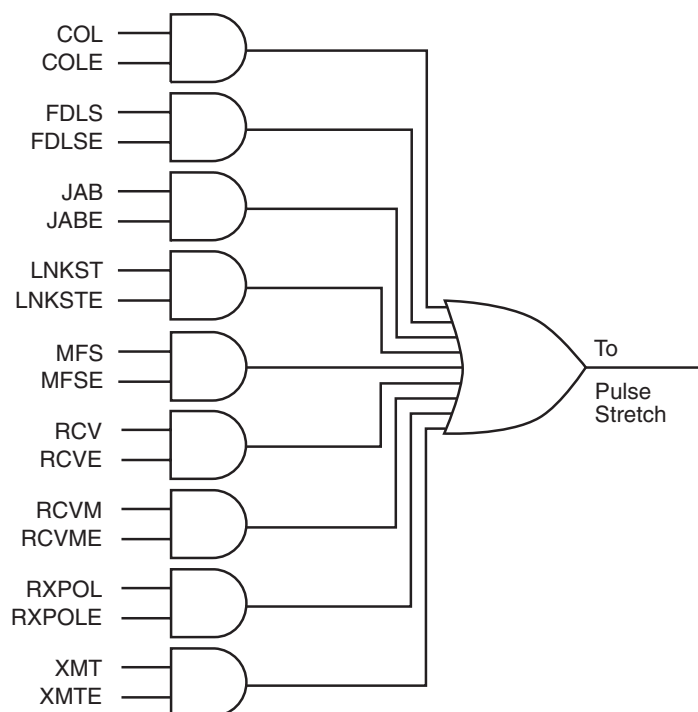 COL
COLE
FDLS
FDLSE
JAB
JABE
LNKST
LNKSTE
MFS
MFSE
RCV
RCVE
RCVM
RCVME
RXPOL
RXPOLE
XMT
XMTE
To
Pulse
Stretch